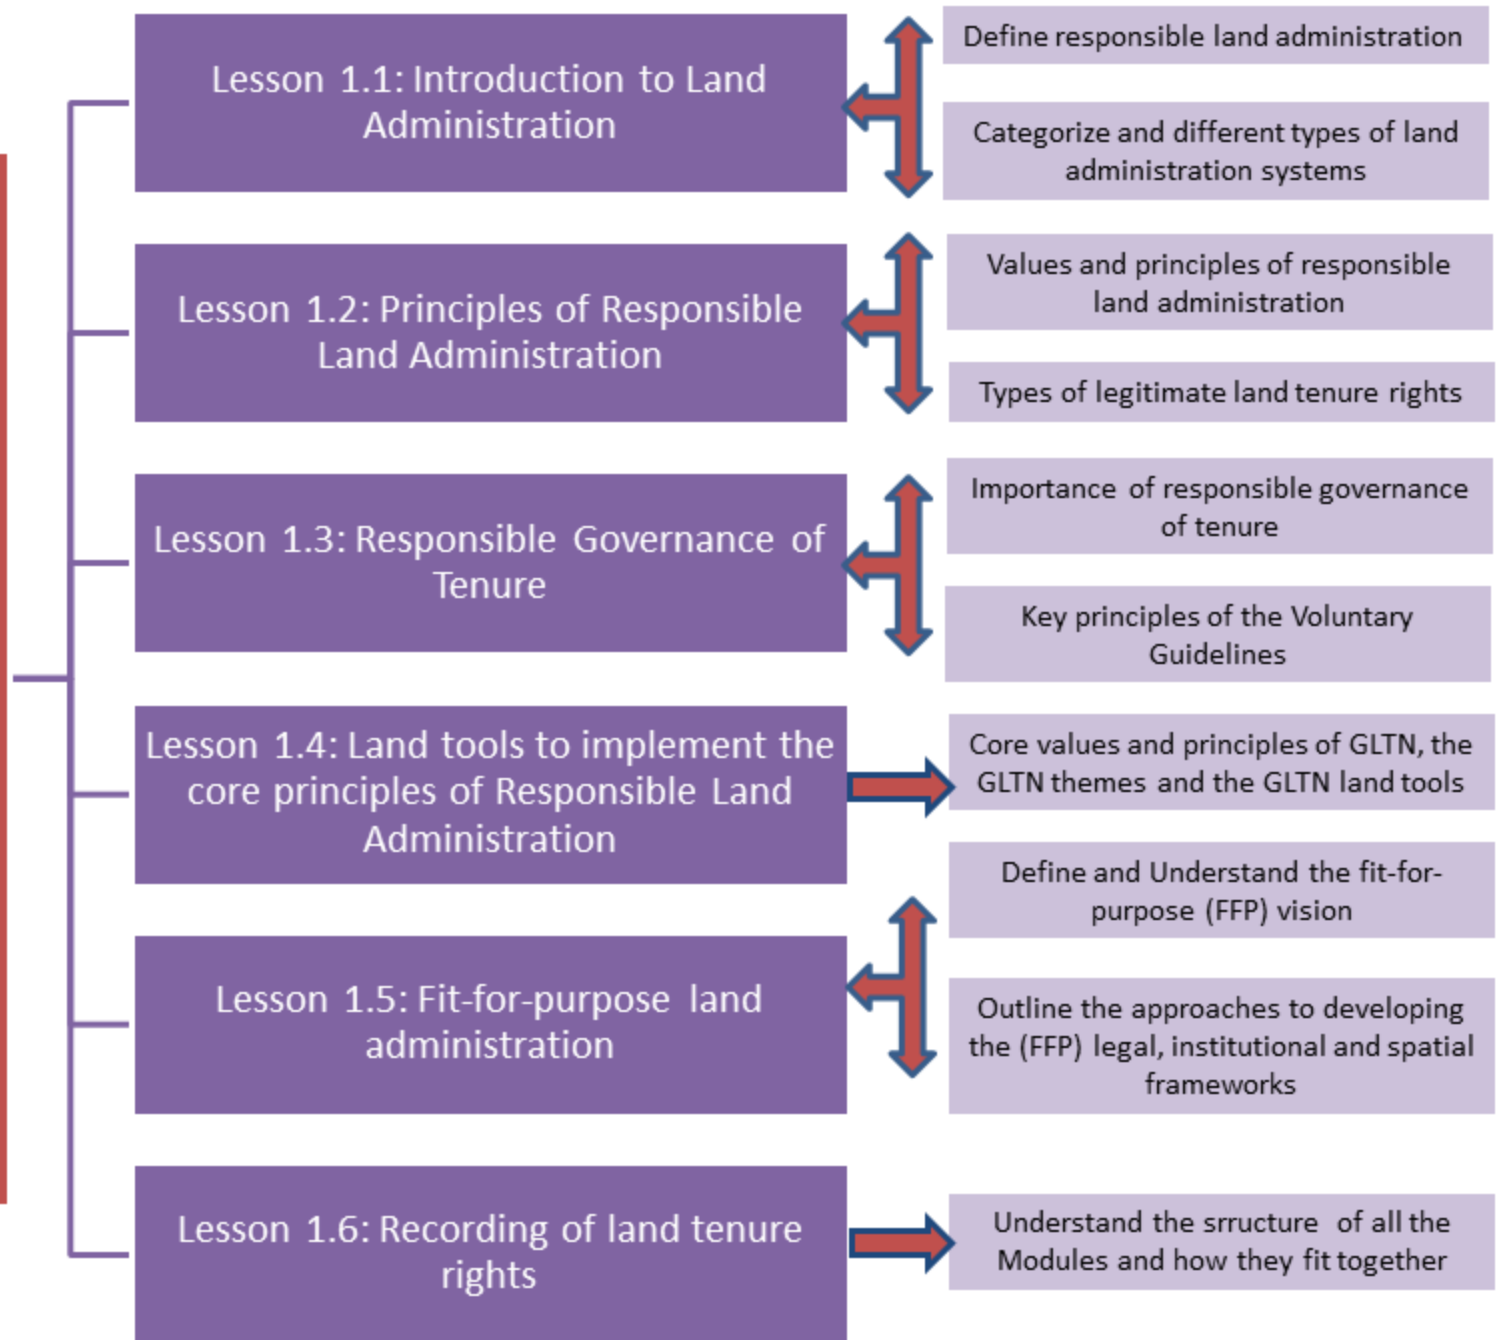 Lesson 1.1: Introduction to Land
Administration
Define responsible land administration
Categorize and different types of land
administration systems
Lesson 1.2: Principles of Responsible
Land Administration
Values and principles of responsible
land administration
Types of legitimate land tenure rights
Lesson 1.3: Responsible Governance of
Tenure
Importance of responsible governance
of tenure
Key principles of the Voluntary
Guidelines
Lesson 1.4: Land tools to implement the
core principles of Responsible Land
Administration
Core values and principles of GLTN, the
GLTN themes and the GLTN land tools
Lesson 1.5: Fit-for-purpose land
administration
Define and Understand the fit-for-
purpose (FFP) vision
Outline the approaches to developing
the (FFP) legal, institutional and spatial
frameworks
Lesson 1.6: Recording of land tenure
rights
Understand the srructure of all the
Modules and how they fit together